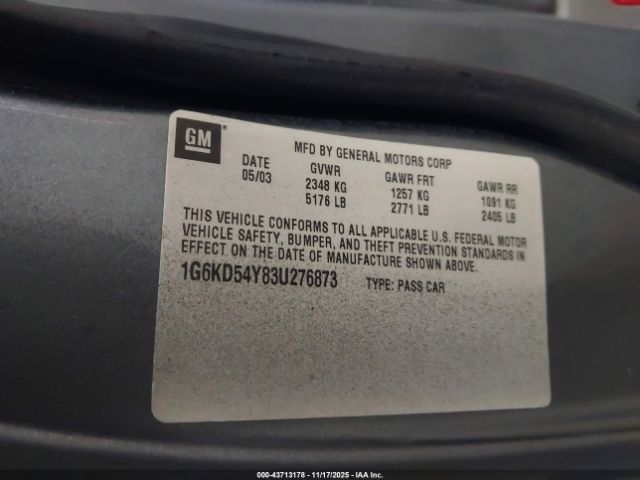 GM
MFD BY GENERAL MOTORS CORP
DATE GVWR GAWR FRT GAWR RR
05/03 2348 KG 1257 KG 1091 KG
5176 LB 2771 LB 2405 LB
THIS VEHICLE CONFORMS TO ALL APPLICABLE U.S. FEDERAL MOTOR
VEHICLE SAFETY, BUMPER, AND THEFT PREVENTION STANDARDS IN
EFFECT ON THE DATE OF MANUFACTURE SHOWN ABOVE.
1G6KD54Y83U276873 TYPE: PASS CAR
000-43713178 - 11/17/2025 - IAA Inc.